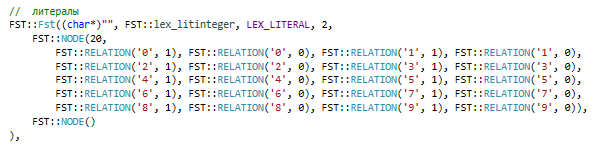 //  литералы
FST::Fst((char*)"", FST::lex_litinteger, LEX_LITERAL, 2,
    FST::NODE(20,
        FST::RELATION('0', 1), FST::RELATION('0', 0), FST::RELATION('1', 1), FST::RELATION('1', 0),
        FST::RELATION('2', 1), FST::RELATION('2', 0), FST::RELATION('3', 1), FST::RELATION('3', 0),
        FST::RELATION('4', 1), FST::RELATION('4', 0), FST::RELATION('5', 1), FST::RELATION('5', 0),
        FST::RELATION('6', 1), FST::RELATION('6', 0), FST::RELATION('7', 1), FST::RELATION('7', 0),
        FST::RELATION('8', 1), FST::RELATION('8', 0), FST::RELATION('9', 1), FST::RELATION('9', 0)),
    FST::NODE()
),